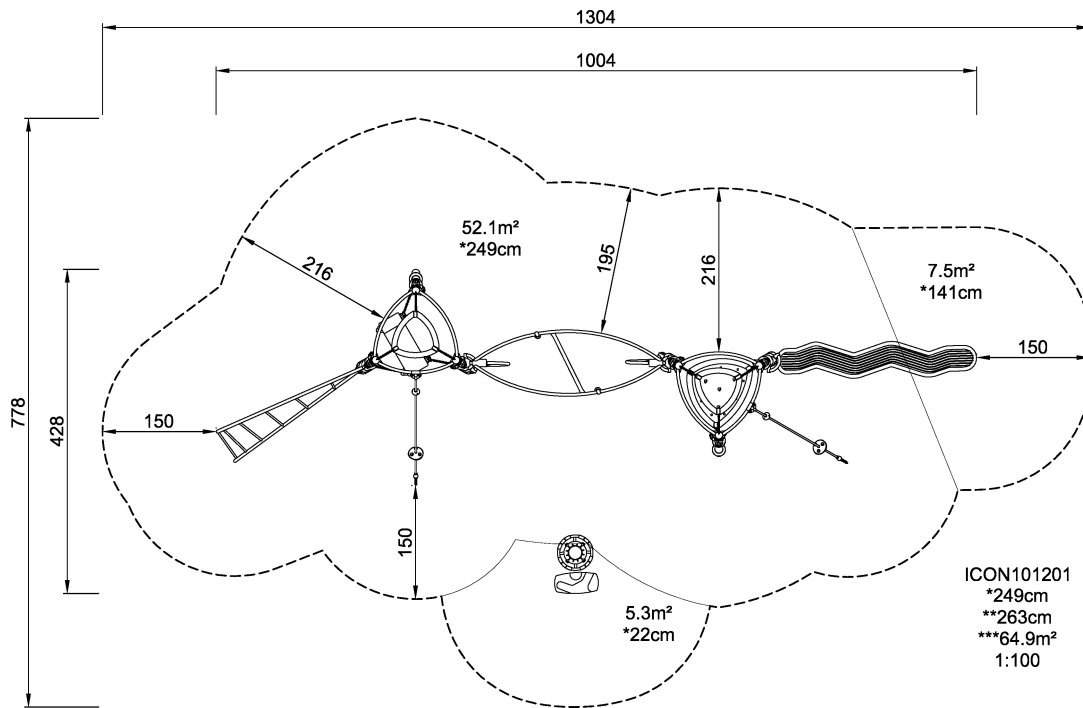 1304
1004
52.1m²
*249cm
216
195
216
7.5m²
*141cm
778
428
150
150
150
5.3m²
*22cm
ICON101201
*249cm
**263cm
***64.9m²
1:100